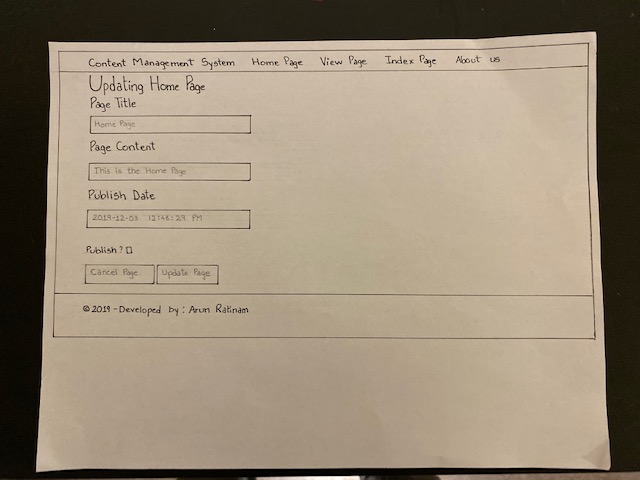 Content Management System Home Page View Page Index Page About us
Updating Home Page
Page Title
Home Page
Page Content
This is the Home Page
Publish Date
2019-12-03 12:48:29 PM
Publish?
Cancel Page Update Page
© 2019 - Developed by : Arun Ratinam